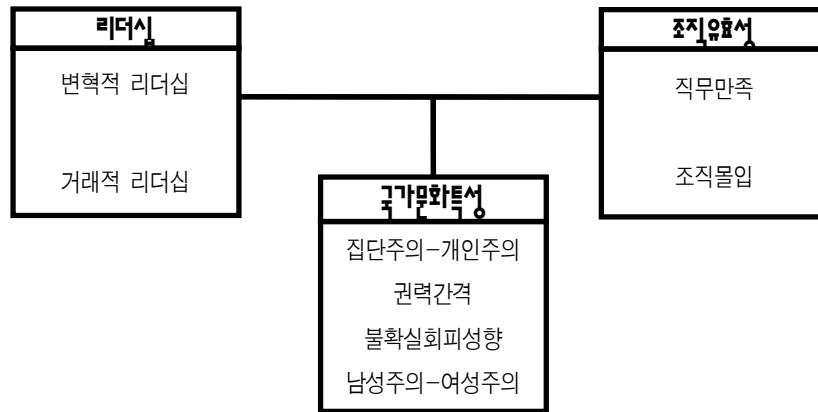 리더십
변혁적 리더십
거래적 리더십
조직유효성
직무만족
조직몰입
국가문화특성
집단주의-개인주의
권력간격
불확실회피성향
남성주의-여성주의